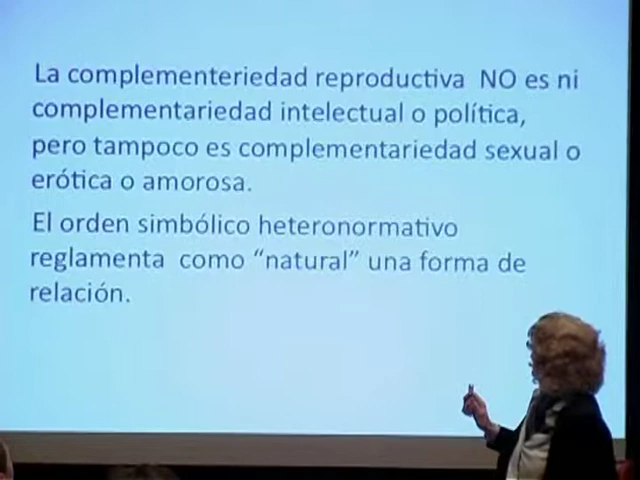 La complementeriedad reproductiva NO es ni
complementariedad intelectual o política,
pero tampoco es complementariedad sexual o
erótica o amorosa.
El orden simbólico heteronormativo
reglamenta como “natural” una forma de
relación.